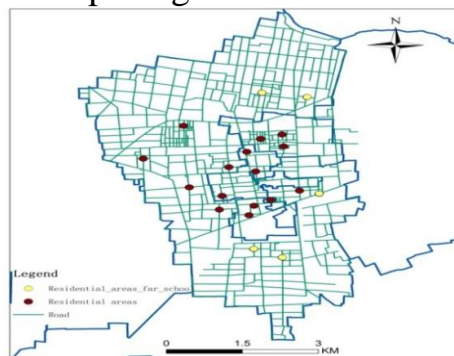 N
Legend
Residential_areas_far_schoo
Residential areas
Road
0 1.5 3
KM